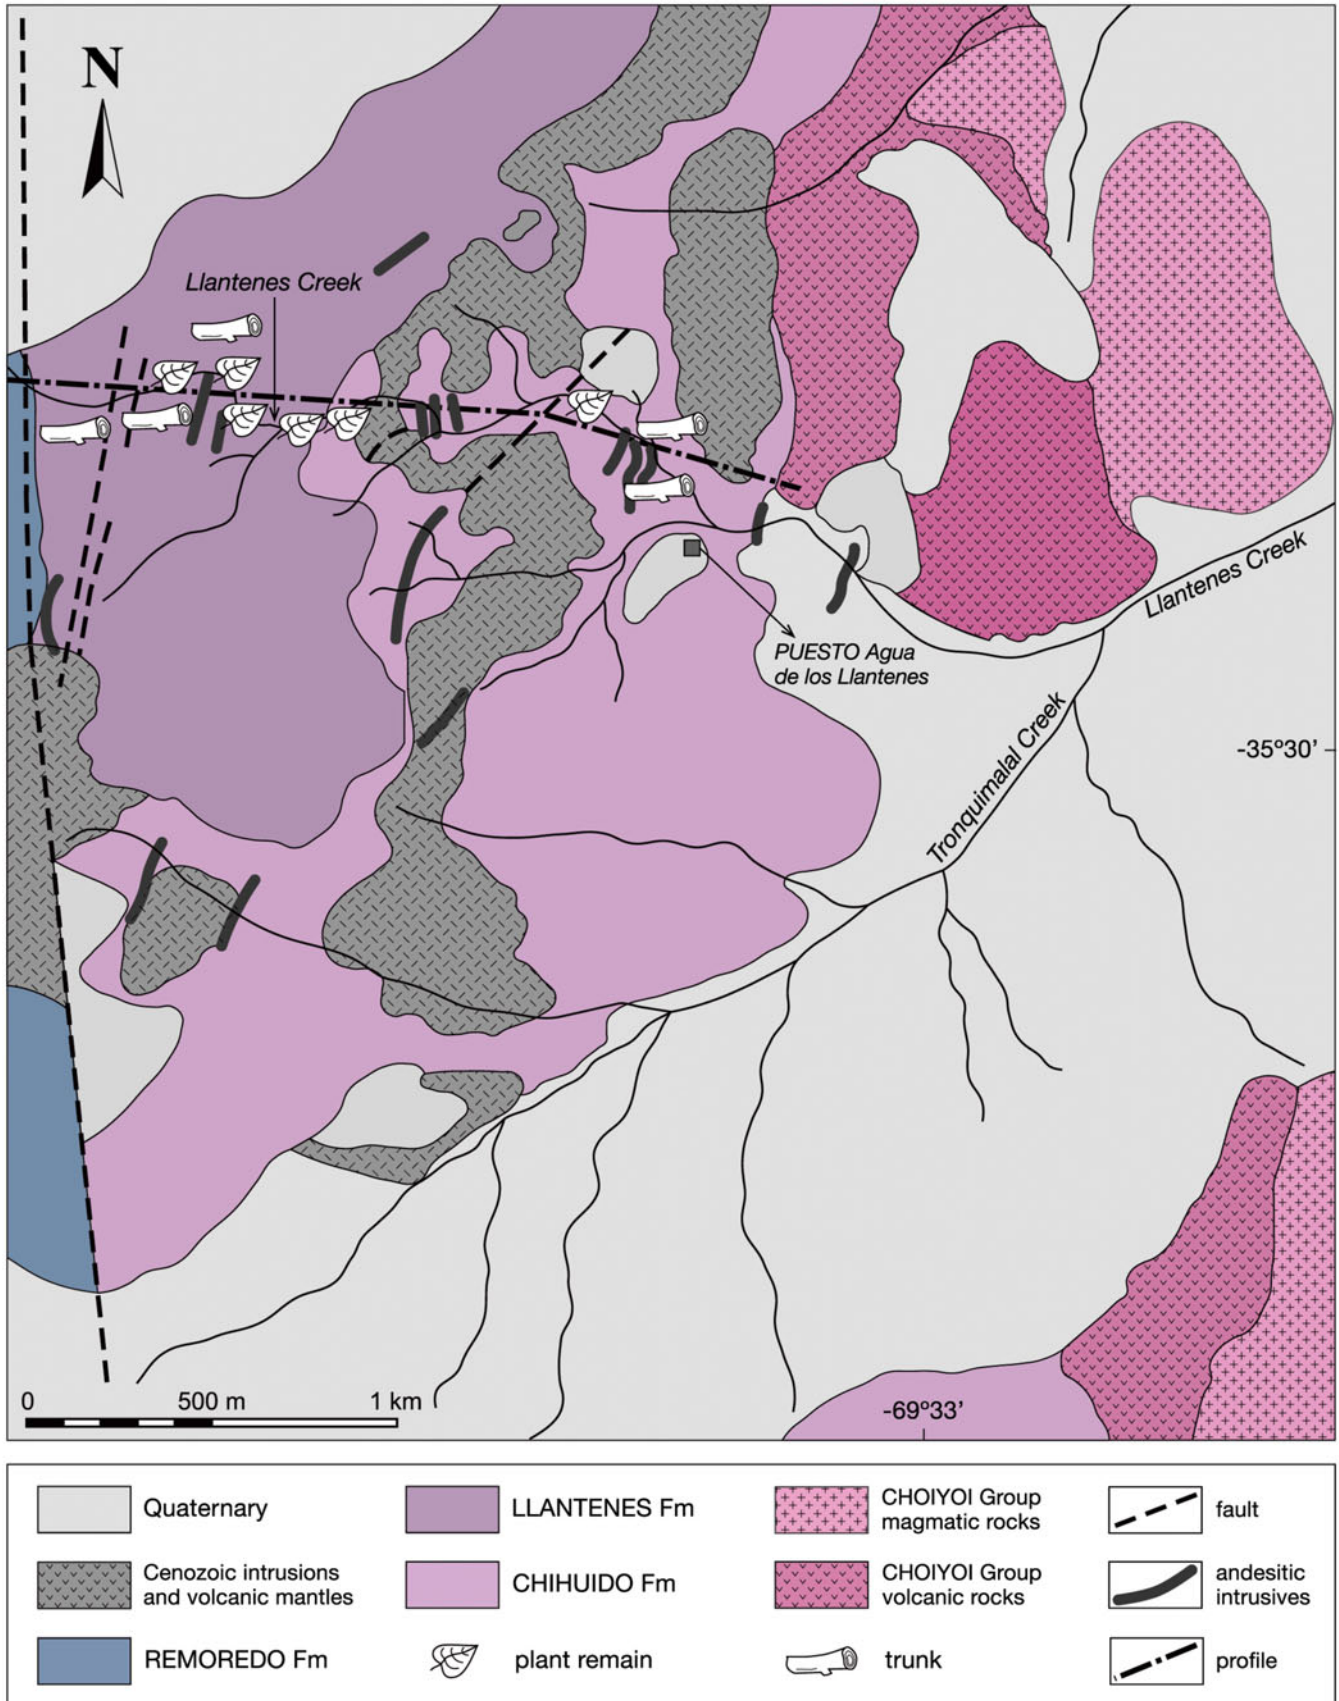 N
Llantenes Creek
Llantenes Creek
PUESTO Agua
de los Llantenes
-35º30’
Tronquimalal Creek
-69º33’
0
500 m
1 km
Quaternary
LLANTENES Fm
CHOIYOI Group
magmatic rocks
fault
Cenozoic intrusions
and volcanic mantles
CHIHUIDO Fm
CHOIYOI Group
volcanic rocks
andesitic
intrusives
REMOREDO Fm
plant remain
trunk
profile